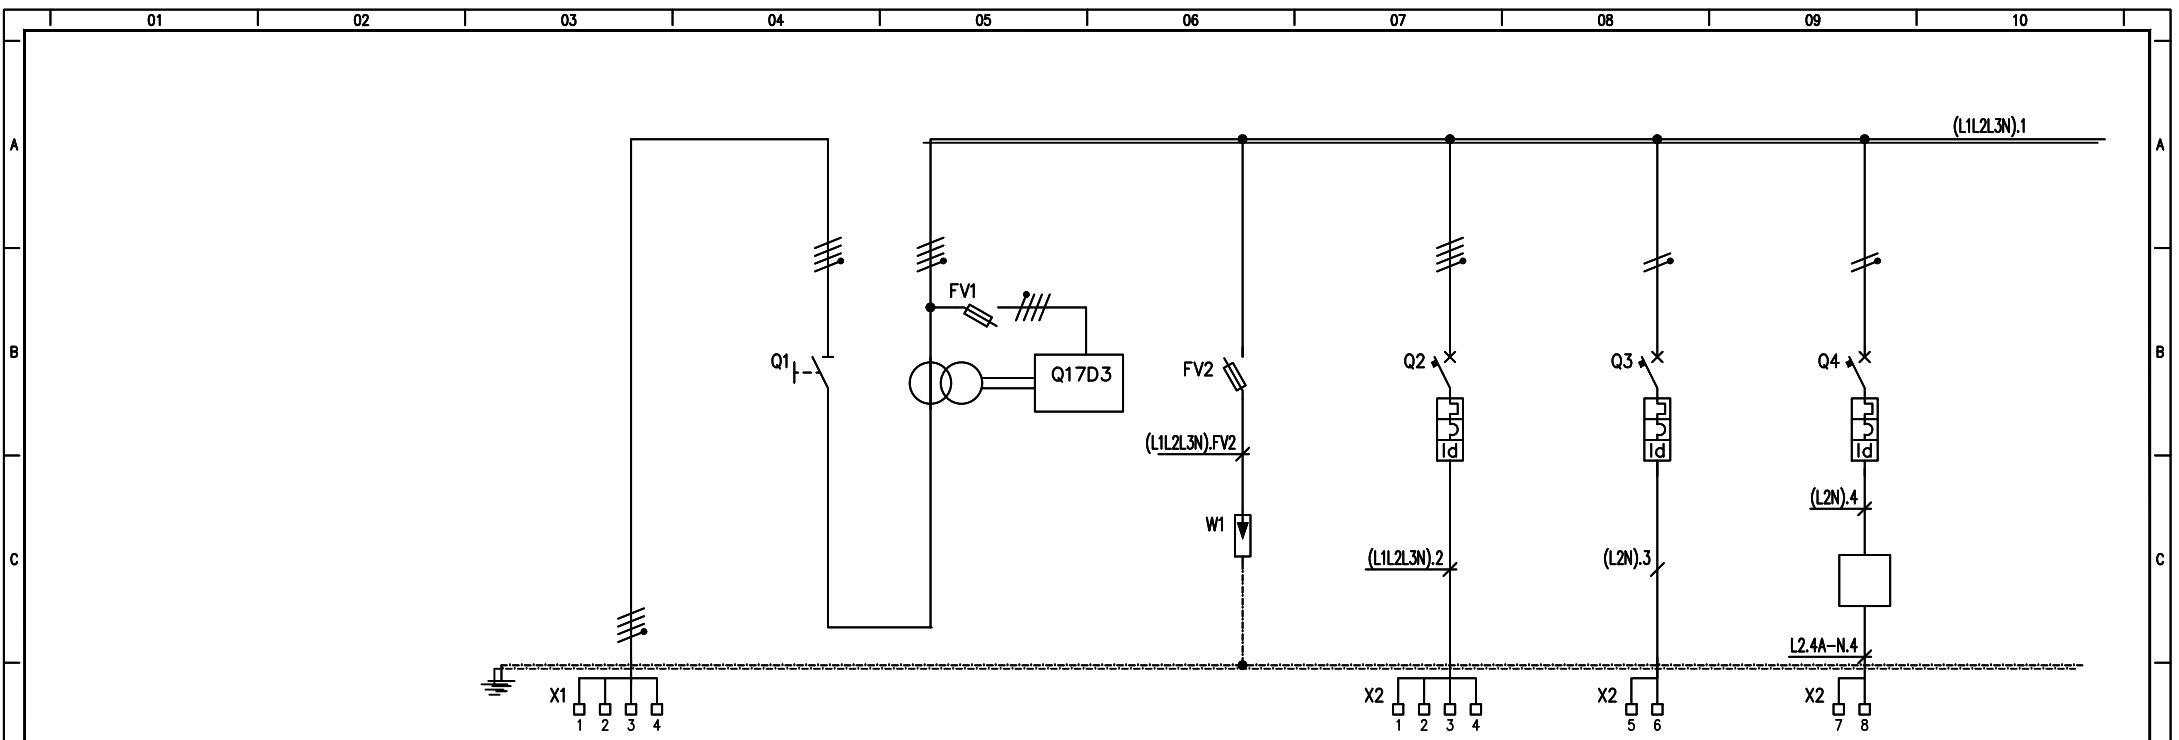 01 02 03 04 05 06 07 08 09 10
(L1L2L3N).1
A A
FV1
B Q1 Q17D3 FV2 Q2 Q3 Q4 B
(L1L2L3N).FV2
Id Id Id
(L2N).4
W1
C (L1L2L3N).2 (L2N).3 C
L2.4A-N.4
X1 X2 X2 X2
1 2 3 4 1 2 3 4 5 6 7 8